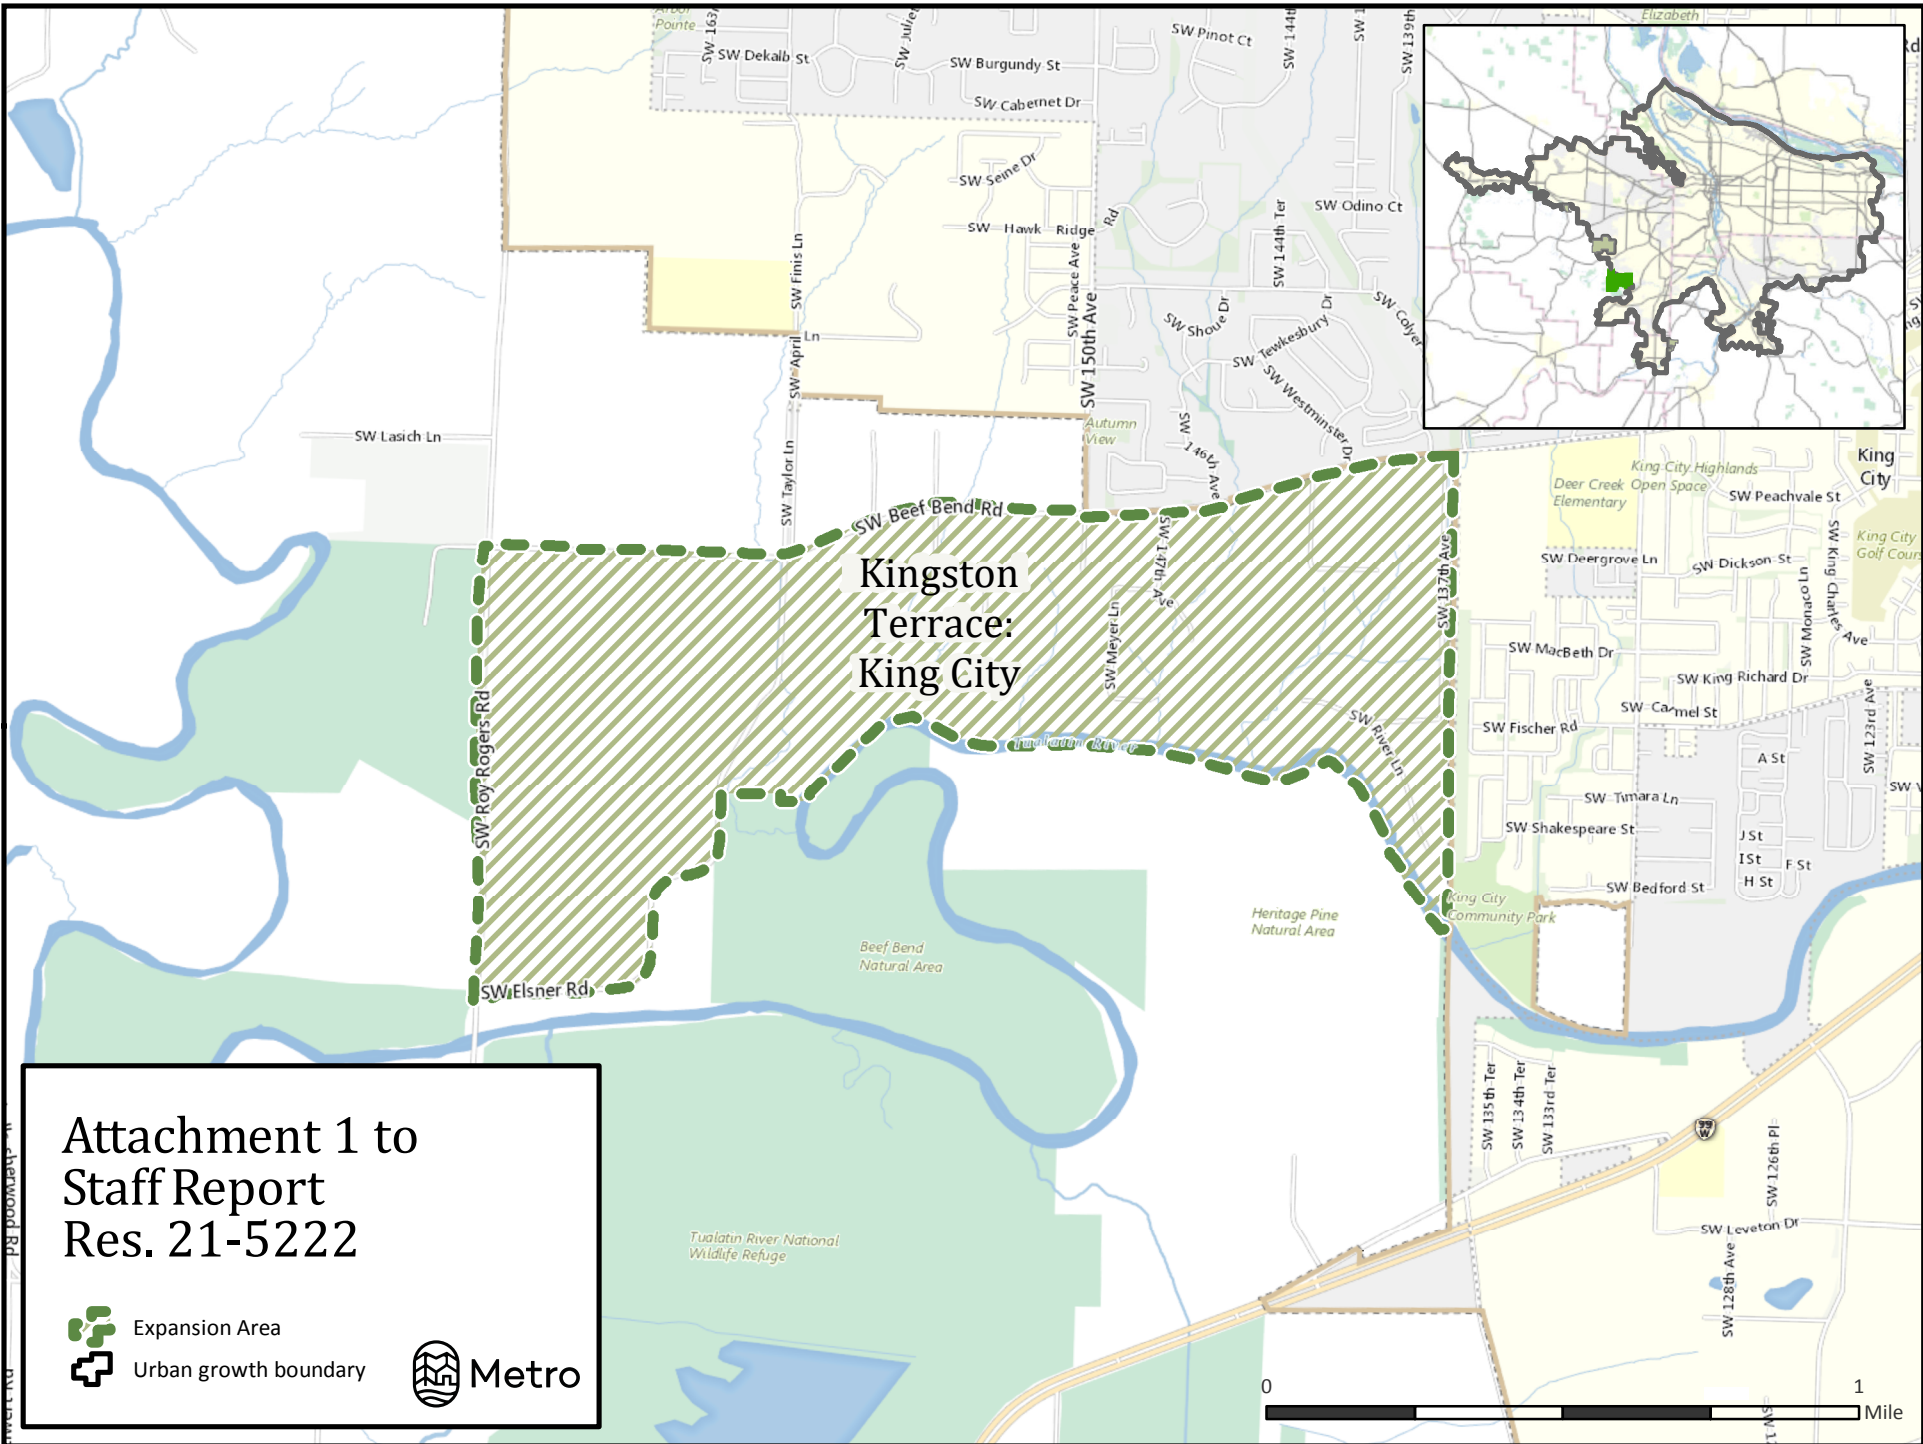 Arbor
Pointe
SW Dekalb St
SW Burgundy St
SW Cabernet Dr
SW Pinot Ct
Elizabeth
SW Seine Dr
SW Hawk Ridge Rd
SW Odino Ct
SW 144th Ter
SW 139th
SW Finis Ln
SW Peace Ave
SW 150th Ave
SW Shoue Dr
SW Tewkesbury Dr
SW Colyer
SW Westminster Dr
SW April Ln
Autumn
View
SW 146th Ave
SW Lasich Ln
SW Taylor Ln
SW Beef Bend Rd
Kingston
Terrace:
King City
SW 147th Ave
SW Meyer Ln
SW 137th Ave
SW River Ln
Tualatin River
SW Roy Rogers Rd
SW Elsner Rd
King City Highlands
Open Space
Deer Creek
Elementary
King
City
SW Peachvale St
King City
Golf Cours
SW Deergrove Ln
SW Dickson St
SW Monaco Ln
SW King Charles Ave
SW MacBeth Dr
SW King Richard Dr
SW Carmel St
SW Fischer Rd
SW 123rd Ave
A St
SW Timara Ln
SW Shakespeare St
J St
I St
F St
H St
SW Bedford St
King City
Community Park
Heritage Pine
Natural Area
Beef Bend
Natural Area
SW 135th Ter
SW 134th Ter
SW 133rd Ter
99
W
SW 126th Pl
SW Leveton Dr
SW 128th Ave
Tualatin River National
Wildlife Refuge
Attachment 1 to
Staff Report
Res. 21-5222
Expansion Area
Urban growth boundary
Metro
0
1
Mile